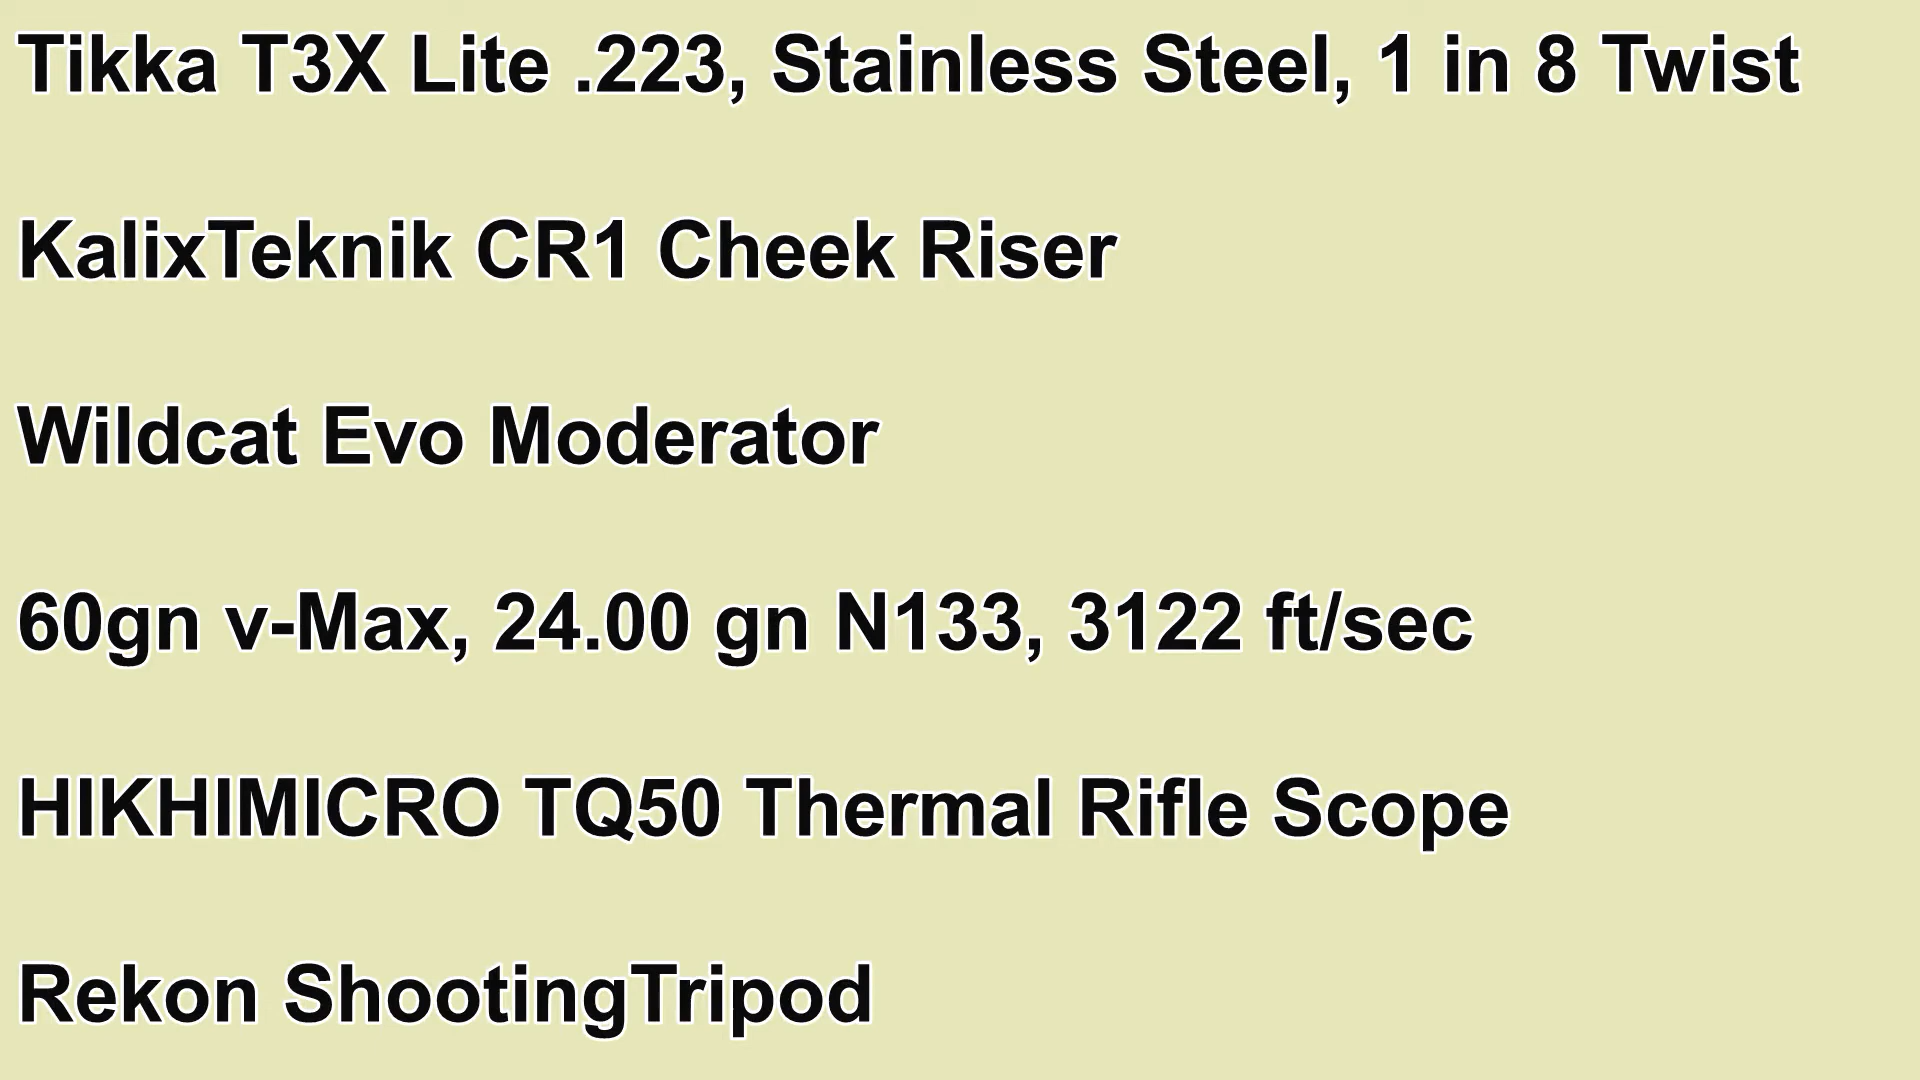 Tikka T3X Lite .223, Stainless Steel, 1 in 8 Twist
KalixTeknik CR1 Cheek Riser
Wildcat Evo Moderator
60gn v-Max, 24.00 gn N133, 3122 ft/sec
HIKHIMICRO TQ50 Thermal Rifle Scope
Rekon ShootingTripod